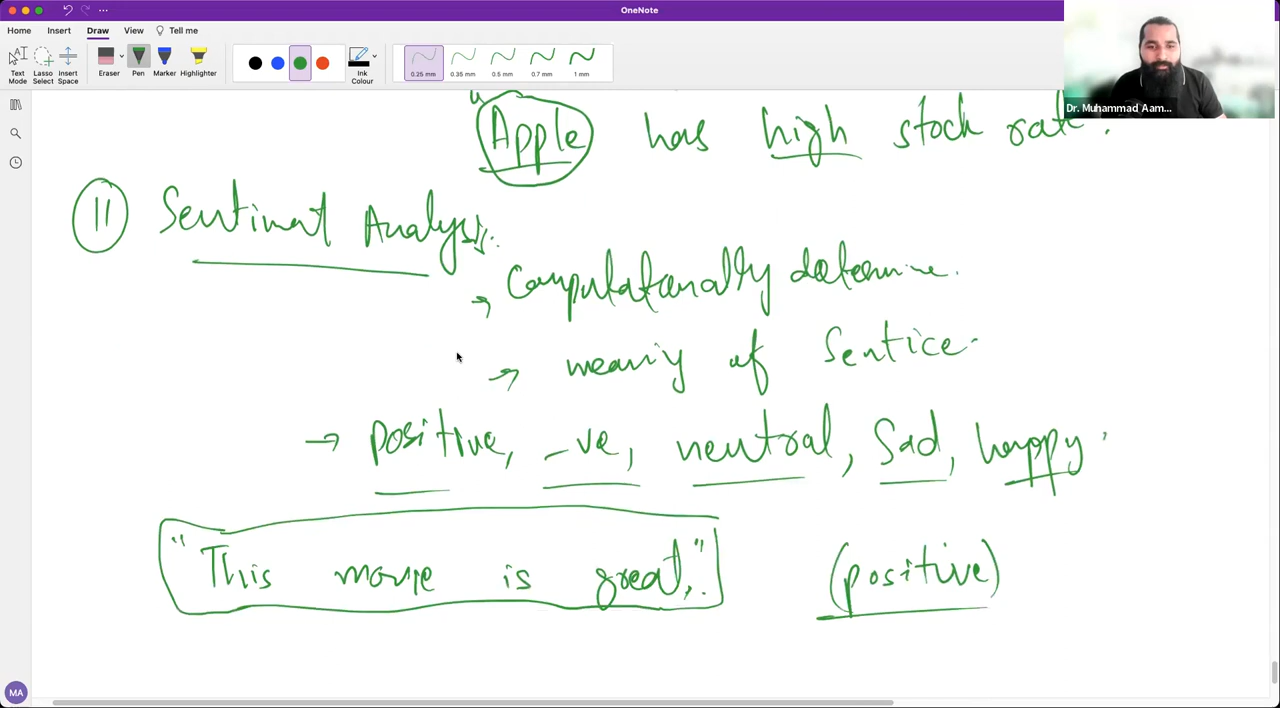 OneNote
Home Insert Draw View Tell me
Text Mode Lasso Select Insert Space Eraser Pen Marker Highlighter Ink Colour 0.25 mm 0.35 mm 0.5 mm 0.7 mm 1 mm
Dr. Muhammad Aam...
Apple has high stock rate.
11 Sentiment Analysis.
→ Computationally determine.
→ meaning of Sentice.
→ positive, -ve, neutral, Sad, happy.
"This movie is great." (positive)
MA